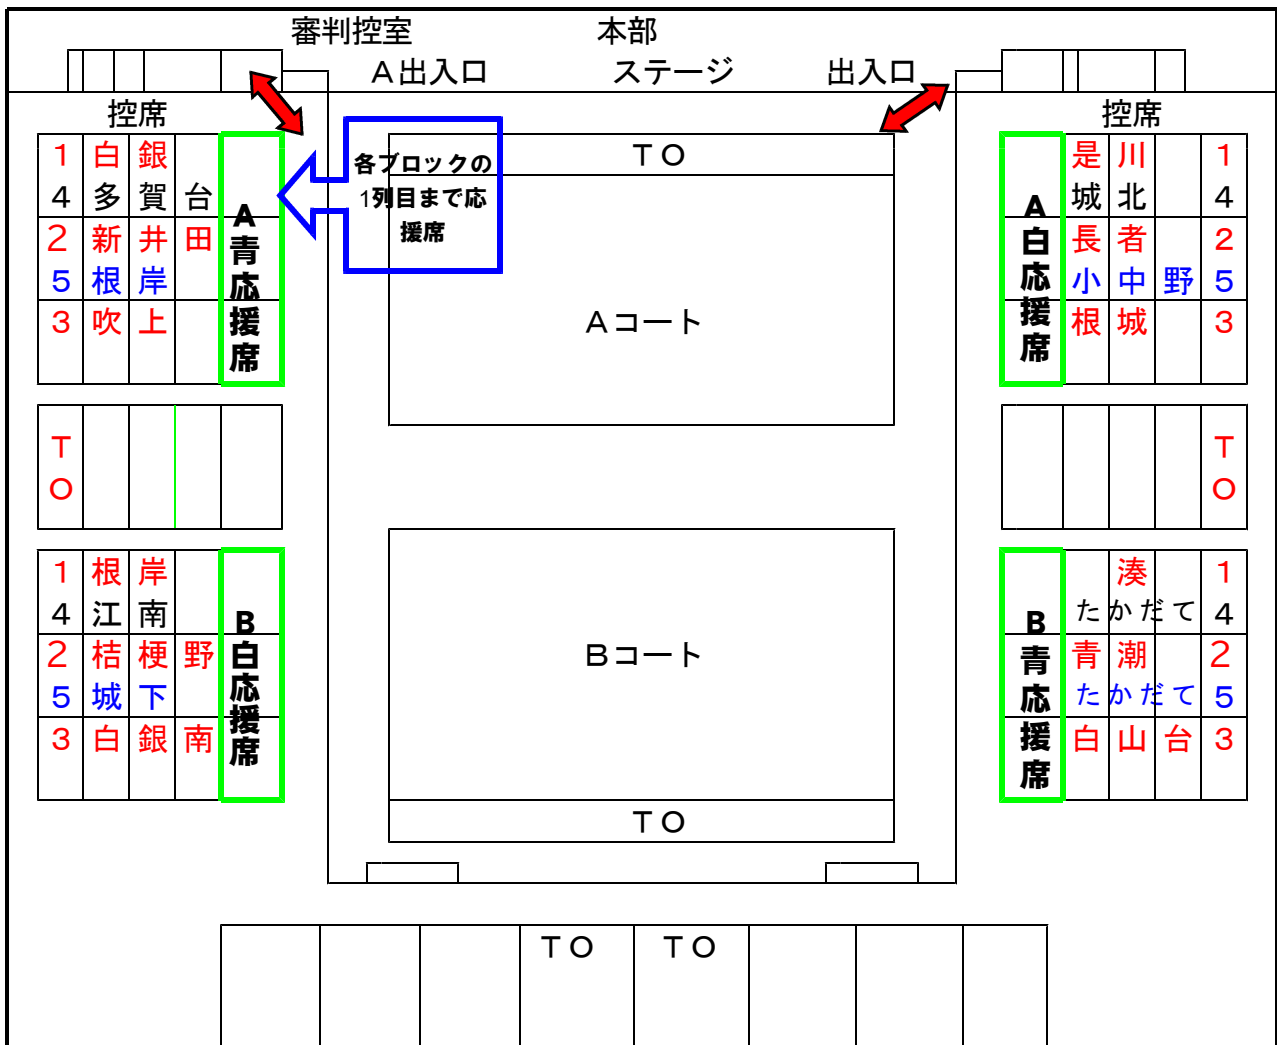 審判控室 本部
A出入口 ステージ 出入口
控席 控席
1 白銀
4 多賀台
2 新井田
5 根岸
3 吹上
A青応援席
各ブロックの
1列目まで応
援席
TO
Aコート
A白応援席
是川 1
城北 4
長者 2
小中野 5
根城 3
TO
TO
1 根岸
4 江南
2 桔梗野
5 城下
3 白銀南
B白応援席
Bコート
TO
B青応援席
湊 1
たかだて 4
青潮 2
たかだて 5
白山台 3
TO TO